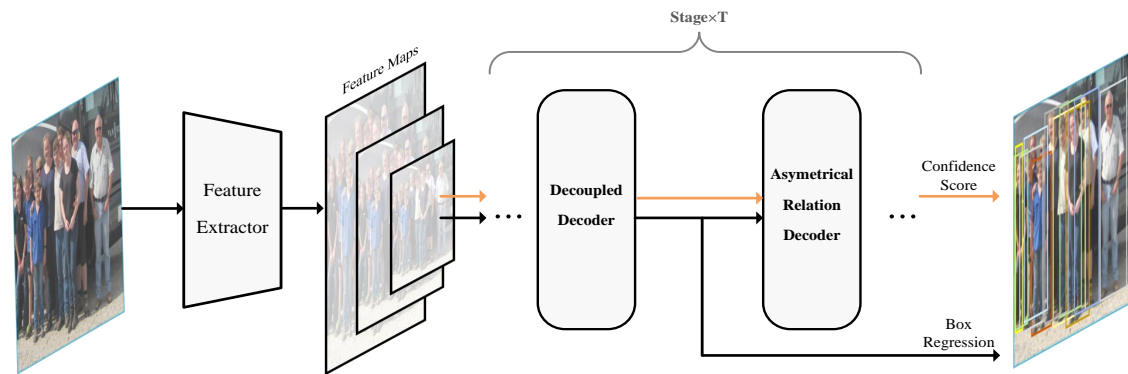 Stage×T
Feature Maps
Feature
Extractor
Decoupled
Decoder
Asymetrical
Relation
Decoder
Confidence
Score
Box
Regression